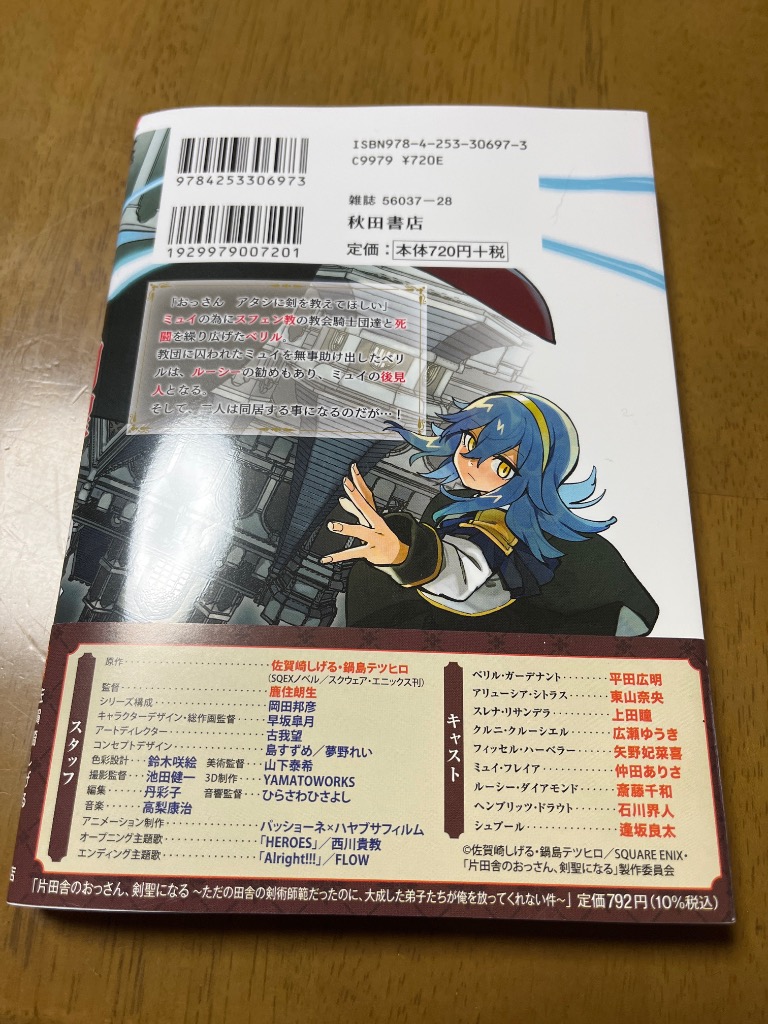 ISBN978-4-253-30697-3
C9979 ¥720E
9784253306973
雑誌 56037-28
秋田書店
1929979007201
定価：本体720円+税
「おっさん アタシに剣を教えてほしい」
ミュイの為にスフェン教の教会騎士団達と死
闘を繰り広げたベリル。
教団に囚われたミュイを無事助け出したベリ
ルは、ルーシーの勧めもあり、ミュイの後見
人となる。
そして、二人は同居する事になるのだが…！
スタッフ
原作 佐賀崎しげる・鍋島テツヒロ
(SQEXノベル／スクウェア・エニックス刊)
監督 鹿住朗生
シリーズ構成 岡田邦彦
キャラクターデザイン・総作画監督 早坂皐月
アートディレクター 古我望
コンセプトデザイン 島すずめ／夢野れい
色彩設計 鈴木咲絵 美術監督 山下泰希
撮影監督 池田健一 3D制作 YAMATOWORKS
編集 丹彩子 音響監督 ひらさわひさよし
音楽 高梨康治
アニメーション制作 パッショーネ×ハヤブサフィルム
オープニング主題歌 「HEROES」／西川貴教
エンディング主題歌 「Alright!!!」／FLOW
キャスト
ベリル・ガーデナント 平田広明
アリューシア・シトラス 東山奈央
スレナ・リサンデラ 上田瞳
クルニ・クルーシエル 広瀬ゆうき
フィッセル・ハーベラー 矢野妃菜喜
ミュイ・フレイア 仲田ありさ
ルーシー・ダイアモンド 斎藤千和
ヘンブリッツ・ドラウト 石川界人
シュプール 逢坂良太
©佐賀崎しげる・鍋島テツヒロ／SQUARE ENIX・
「片田舎のおっさん、剣聖になる」製作委員会
「片田舎のおっさん、剣聖になる ～ただの田舎の剣術師範だったのに、大成した弟子たちが俺を放ってくれない件～」定価792円(10%税込)